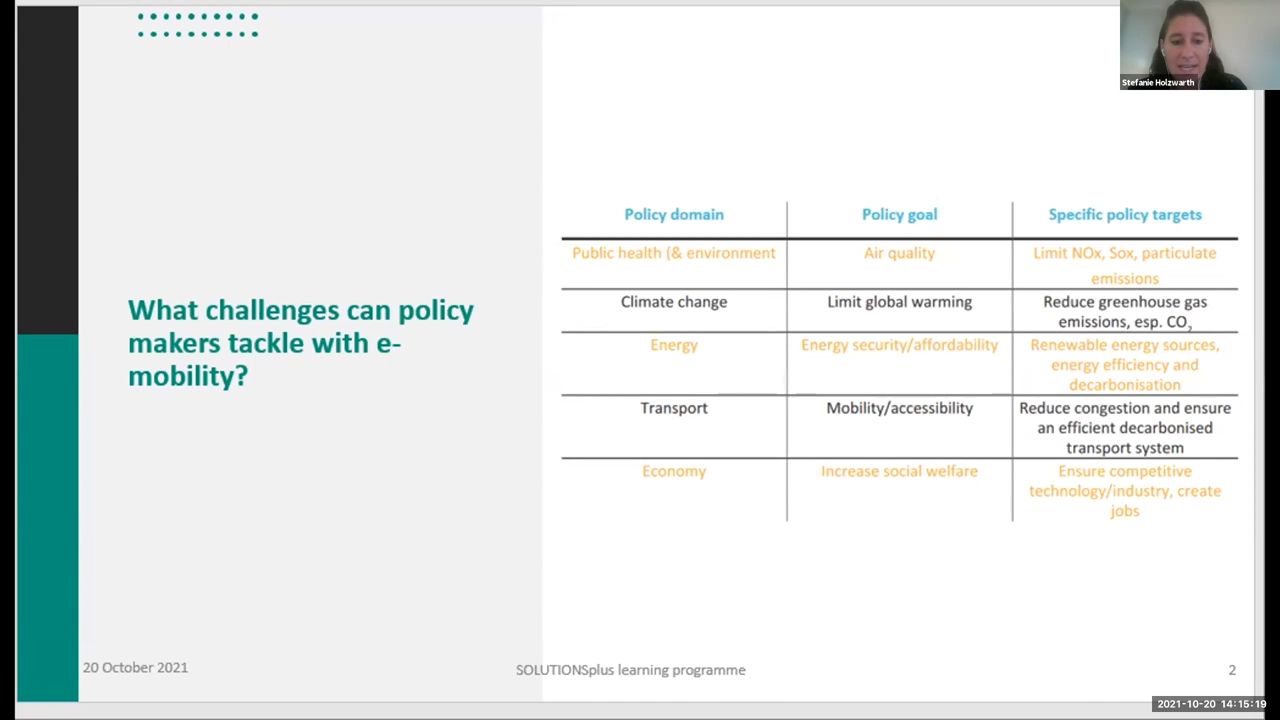 Stefanie Holzwarth
What challenges can policy
makers tackle with e-
mobility?
Policy domain
Policy goal
Specific policy targets
Public health (& environment
Air quality
Limit NOx, Sox, particulate
emissions
Climate change
Limit global warming
Reduce greenhouse gas
emissions, esp. CO₂
Energy
Energy security/affordability
Renewable energy sources,
energy efficiency and
decarbonisation
Transport
Mobility/accessibility
Reduce congestion and ensure
an efficient decarbonised
transport system
Economy
Increase social welfare
Ensure competitive
technology/industry, create
jobs
20 October 2021
SOLUTIONSplus learning programme
2
2021-10-20 14:15:19